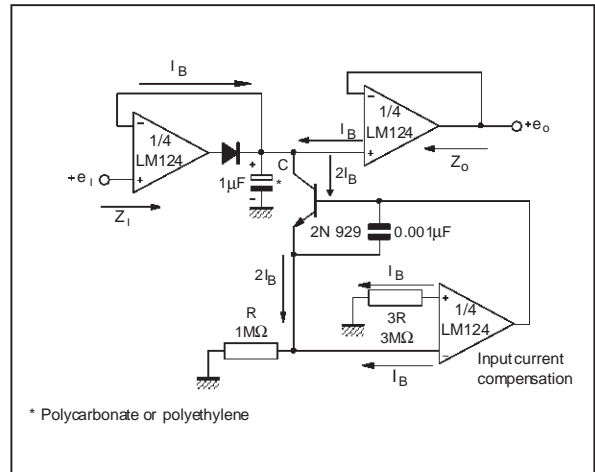 I B
1/4
LM124
+e I
Z I
1µF
*
C
2I B
I B
1/4
LM124
+e o
Z o
2N 929
0.001µF
2I B
R
1MΩ
I B
3R
3MΩ
1/4
LM124
I B
Input current
compensation
* Polycarbonate or polyethylene